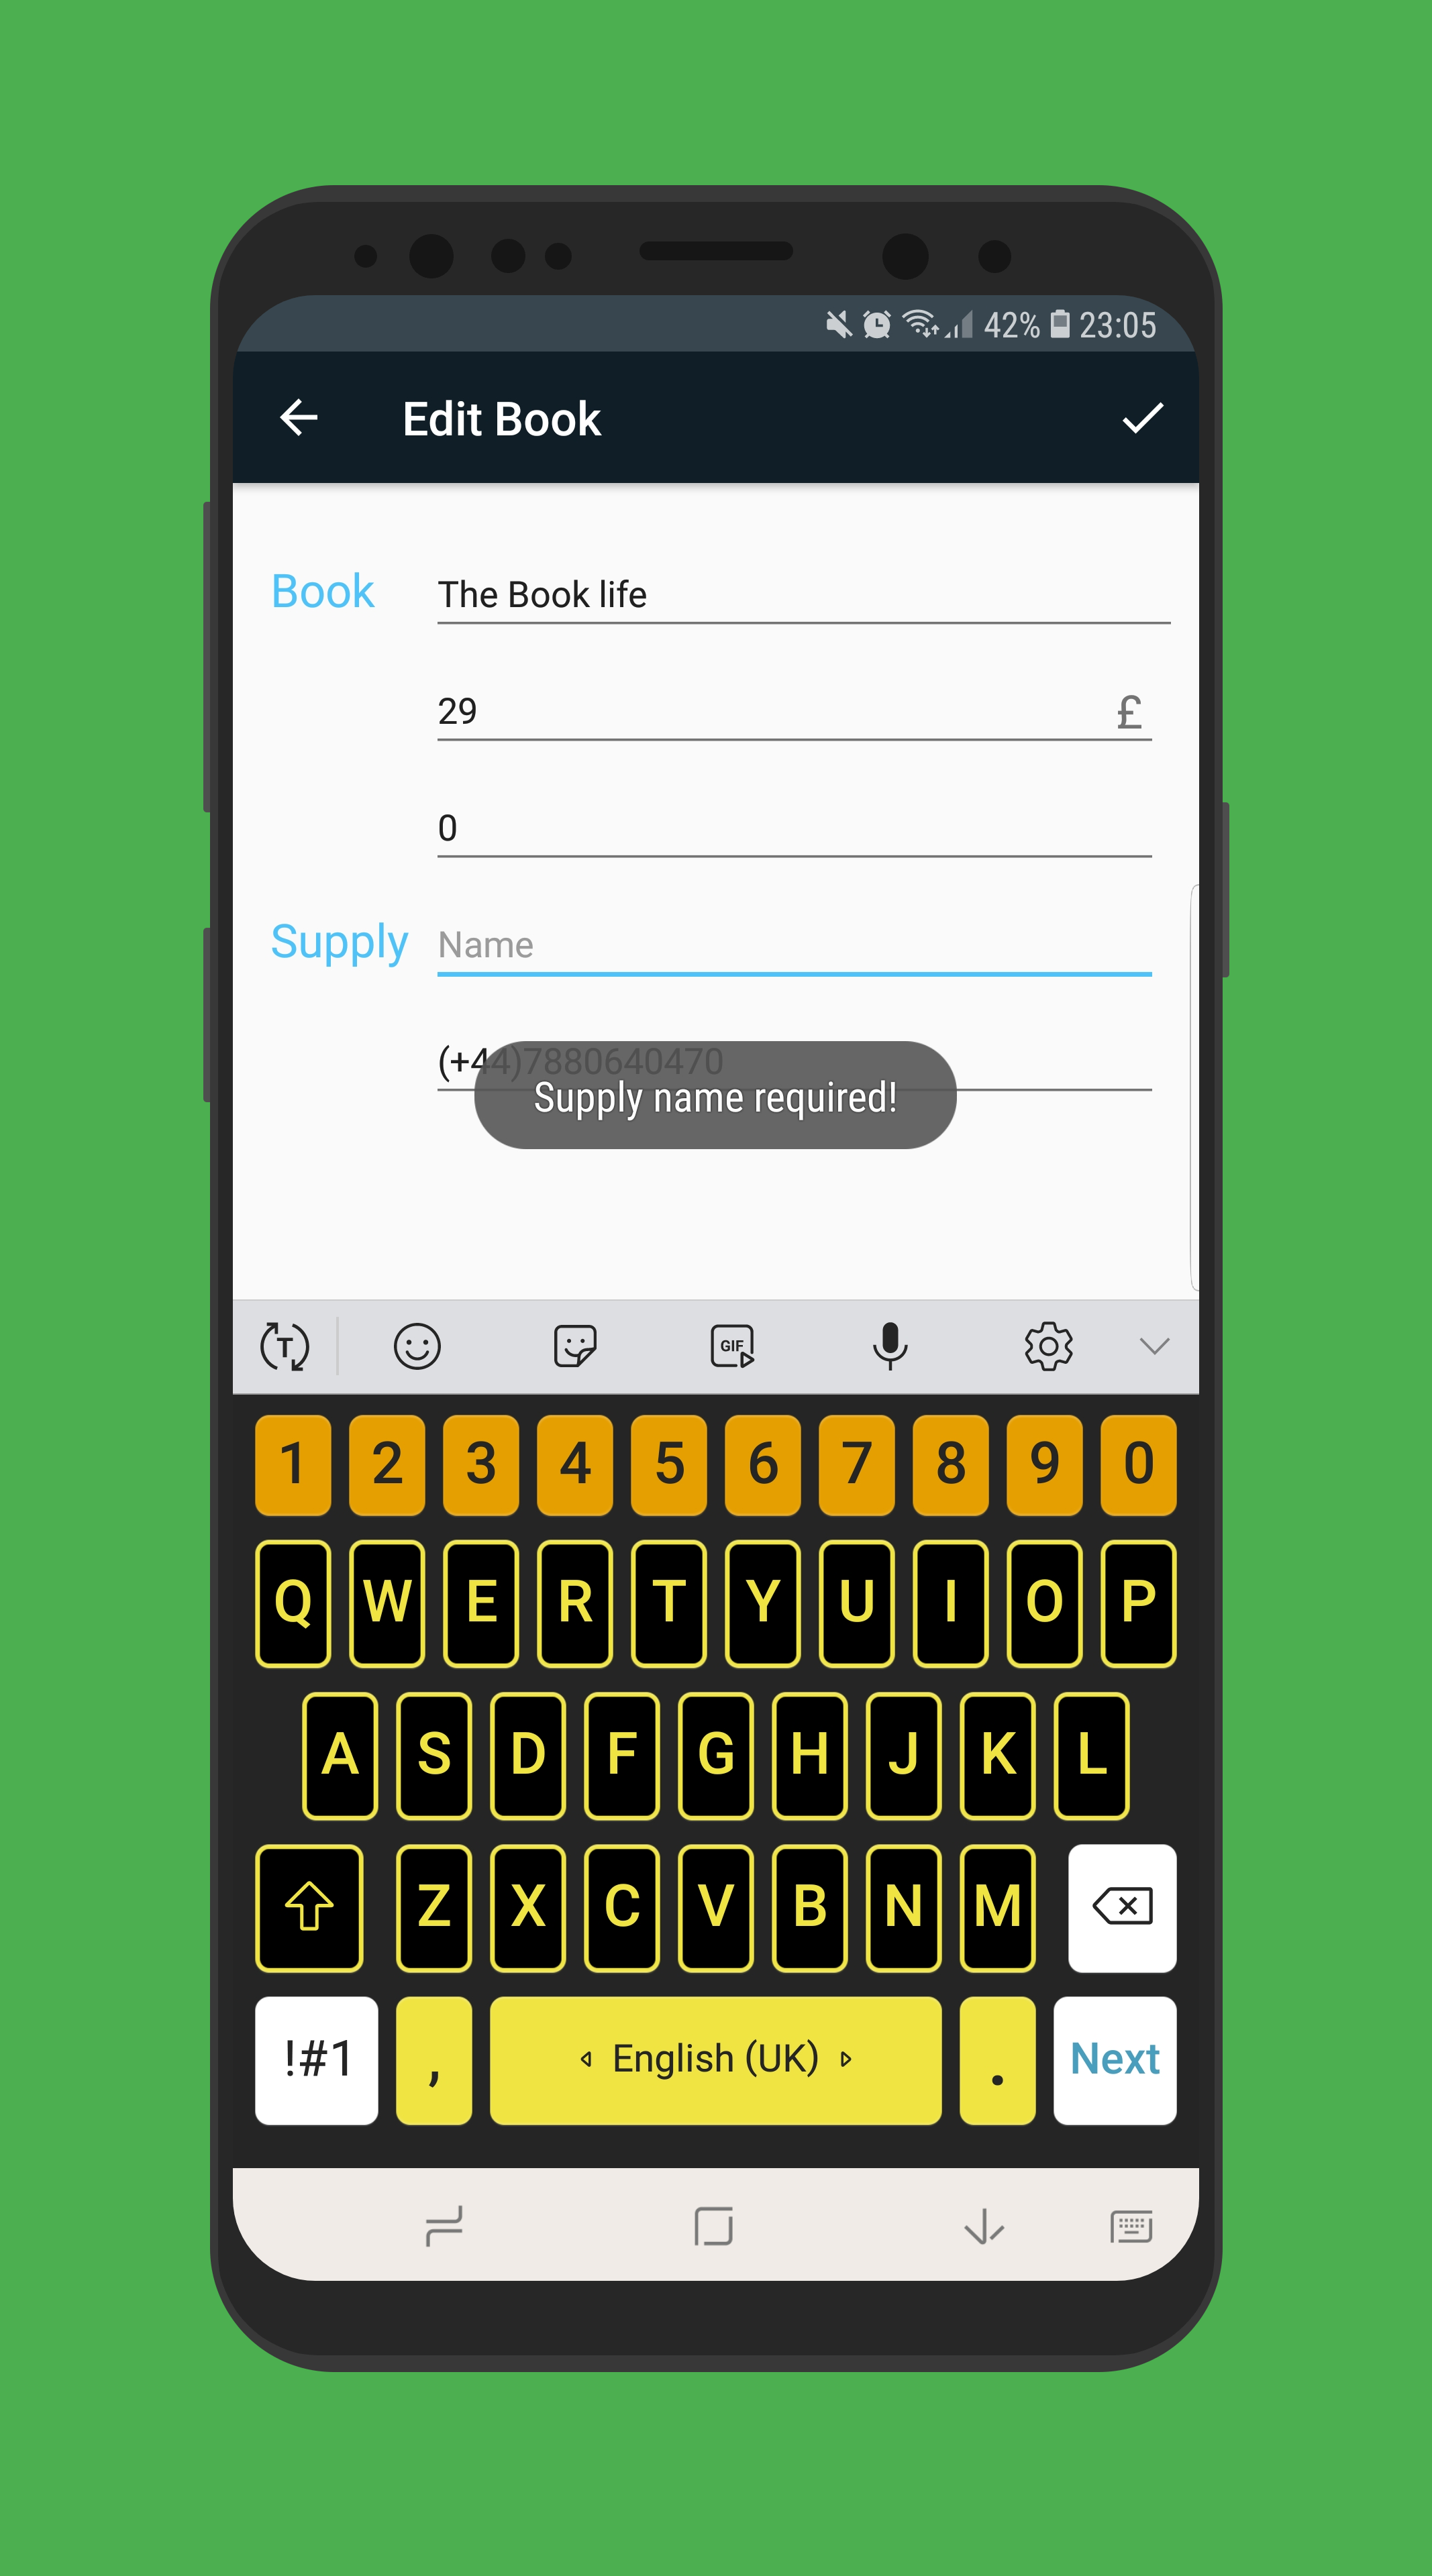 42% 23:05
Edit Book
Book The Book life
29 £
0
Supply Name
(+44)7880640470
Supply name required!
T GIF
1 2 3 4 5 6 7 8 9 0
Q W E R T Y U I O P
A S D F G H J K L
Z X C V B N M
!#1 , English (UK) . Next